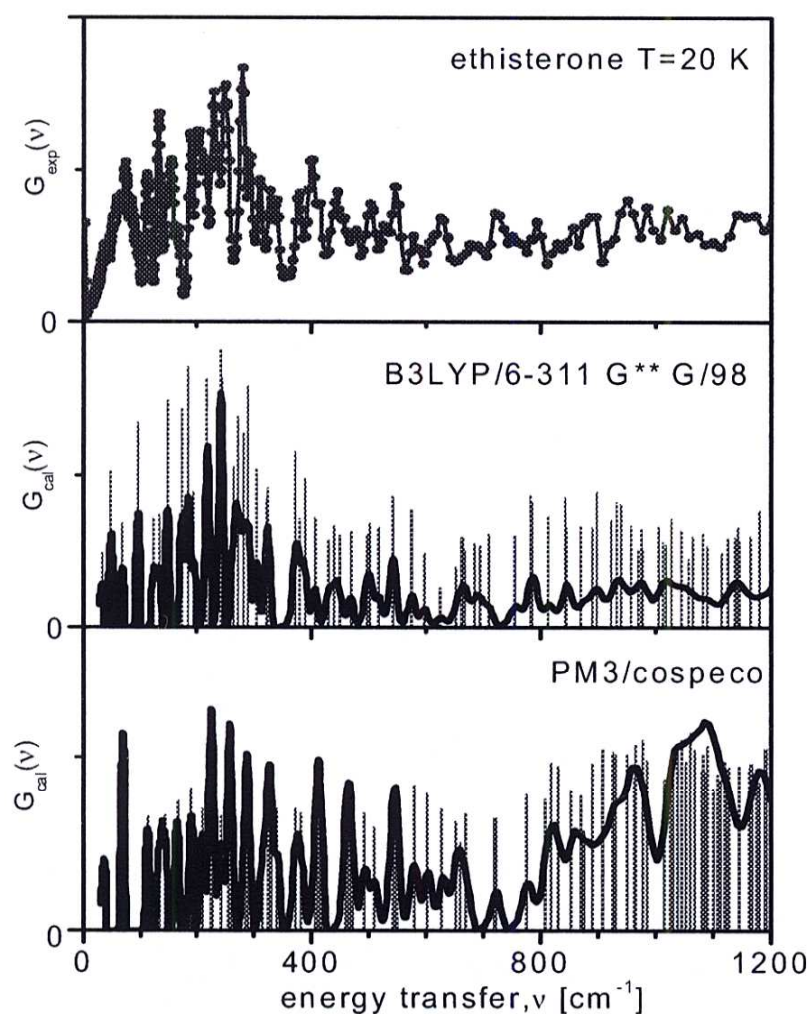 ethisterone T=20 K
G_exp(ν)
0
B3LYP/6-311 G** G/98
G_cal(ν)
0
PM3/cospeco
G_cal(ν)
0
0 400 800 1200
energy transfer,ν [cm⁻¹]